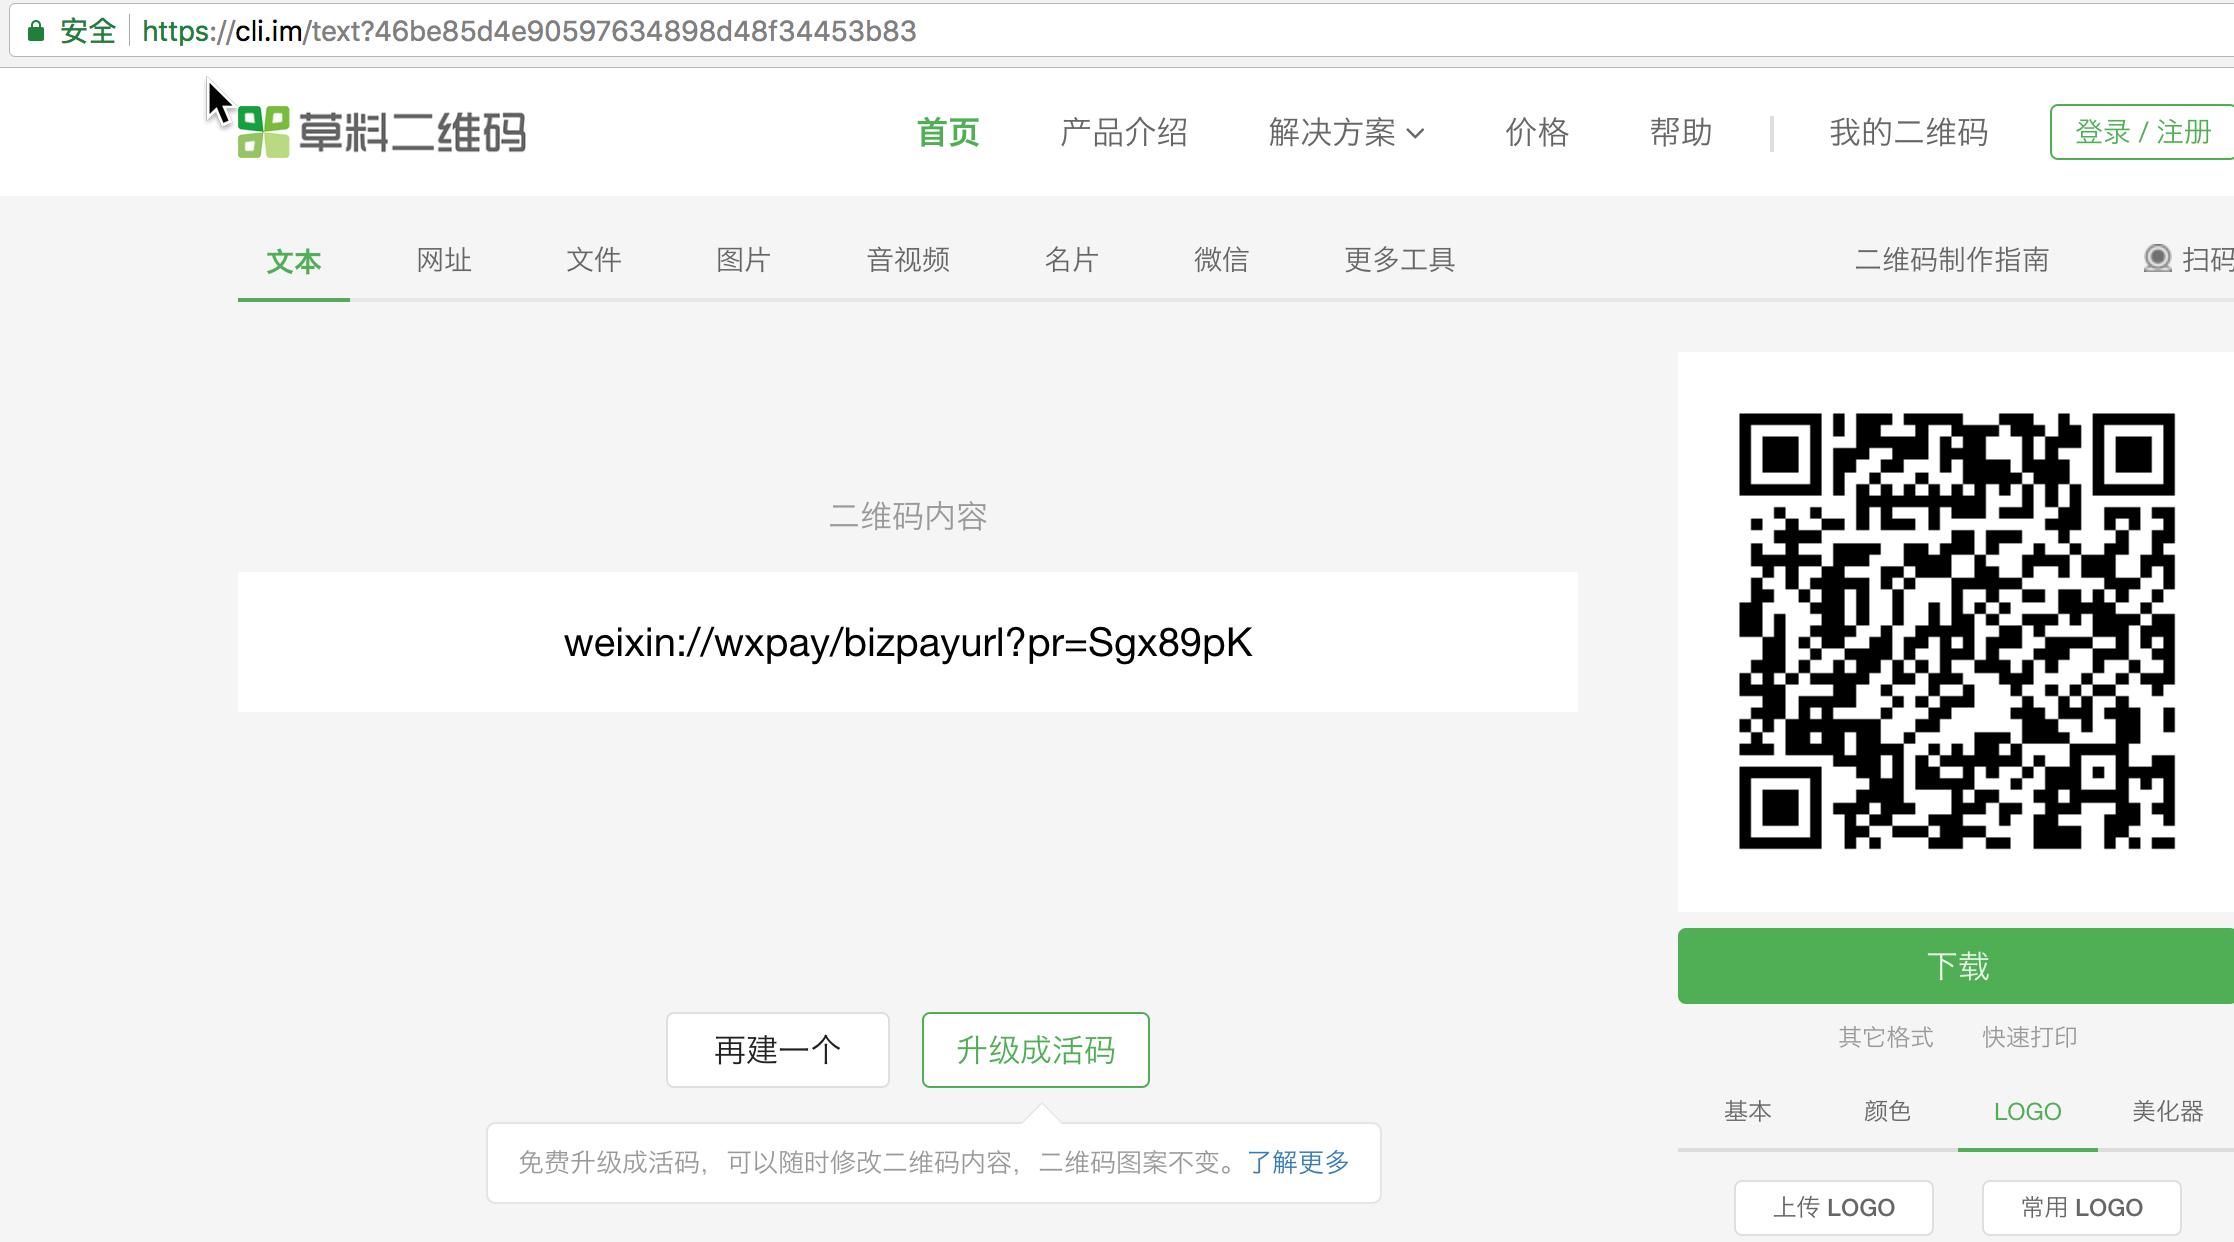 安全 https://cli.im/text?46be85d4e90597634898d48f34453b83
草料二维码 首页 产品介绍 解决方案 价格 帮助 我的二维码 登录 / 注册
文本 网址 文件 图片 音视频 名片 微信 更多工具 二维码制作指南 扫码
二维码内容
weixin://wxpay/bizpayurl?pr=Sgx89pK
下载
其它格式 快速打印
再建一个 升级成活码
基本 颜色 LOGO 美化器
免费升级成活码，可以随时修改二维码内容，二维码图案不变。了解更多
上传 LOGO 常用 LOGO